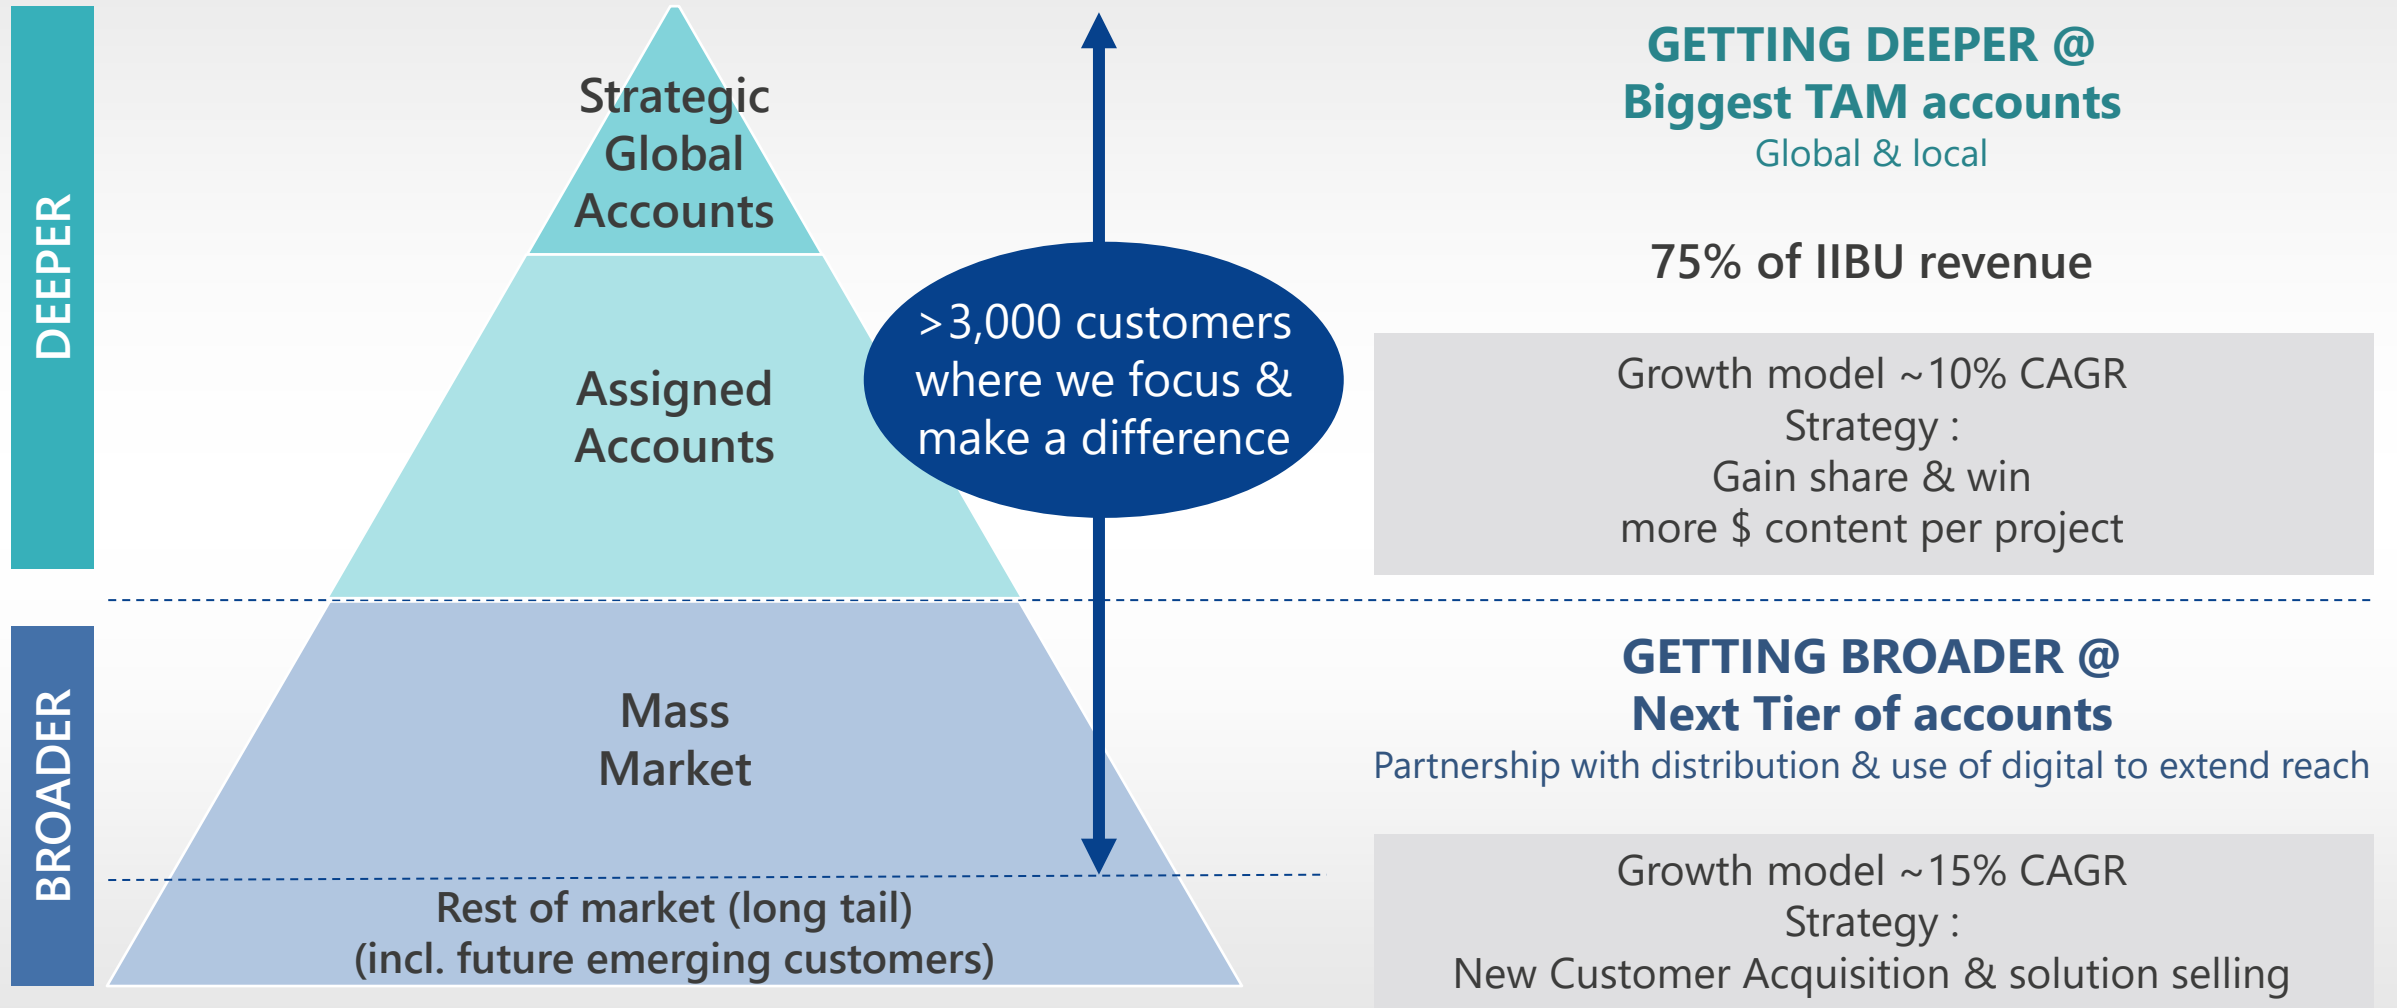 DEEPER
Strategic
Global
Accounts
Assigned
Accounts
>3,000 customers
where we focus &
make a difference
GETTING DEEPER @
Biggest TAM accounts
Global & local
75% of IIBU revenue
Growth model ~10% CAGR
Strategy :
Gain share & win
more $ content per project
BROADER
Mass
Market
Rest of market (long tail)
(incl. future emerging customers)
GETTING BROADER @
Next Tier of accounts
Partnership with distribution & use of digital to extend reach
Growth model ~15% CAGR
Strategy :
New Customer Acquisition & solution selling